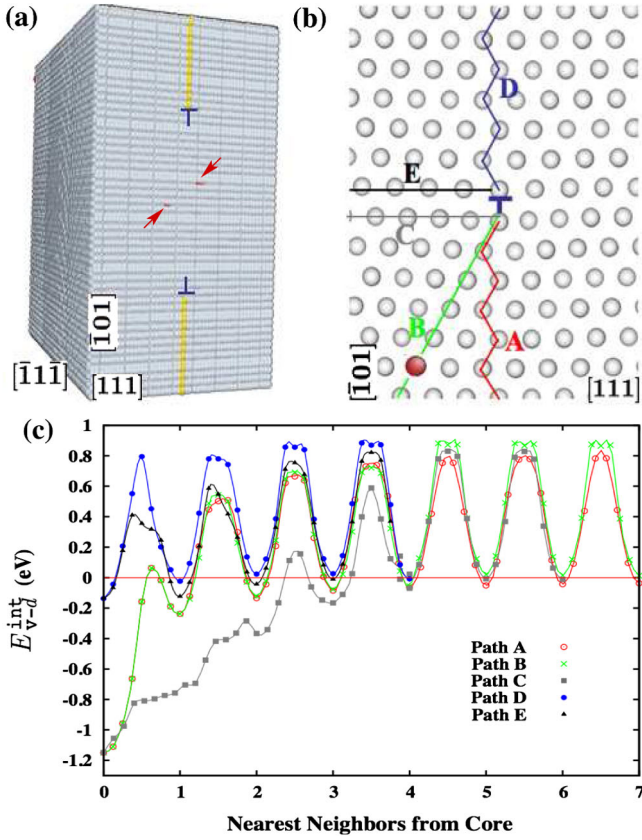 (a)
[1̄01]
[1̄11̄]
[111]
(b)
D
E
C
B
A
[1̄01]
[111]
(c)
E_{v-d}^{int} (eV)
1
0.8
0.6
0.4
0.2
0
-0.2
-0.4
-0.6
-0.8
-1
-1.2
Path A
Path B
Path C
Path D
Path E
0 1 2 3 4 5 6 7
Nearest Neighbors from Core